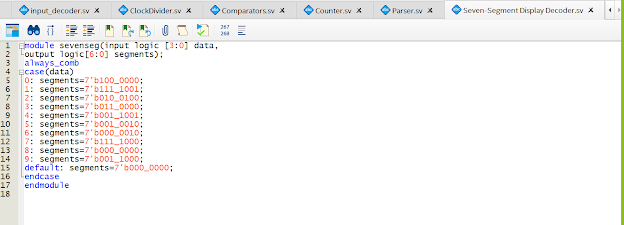 input_decoder.sv x ClockDivider.sv x Comparators.sv x Counter.sv x Parser.sv x Seven-Segment Display Decoder.sv x
267
268
1 module sevenseg(input logic [3:0] data,
2 output logic[6:0] segments);
3 always_comb
4 case(data)
5 0: segments=7'b100_0000;
6 1: segments=7'b111_1001;
7 2: segments=7'b010_0100;
8 3: segments=7'b011_0000;
9 4: segments=7'b001_1001;
10 5: segments=7'b001_0010;
11 6: segments=7'b000_0010;
12 7: segments=7'b111_1000;
13 8: segments=7'b000_0000;
14 9: segments=7'b001_1000;
15 default: segments=7'b000_0000;
16 endcase
17 endmodule
18